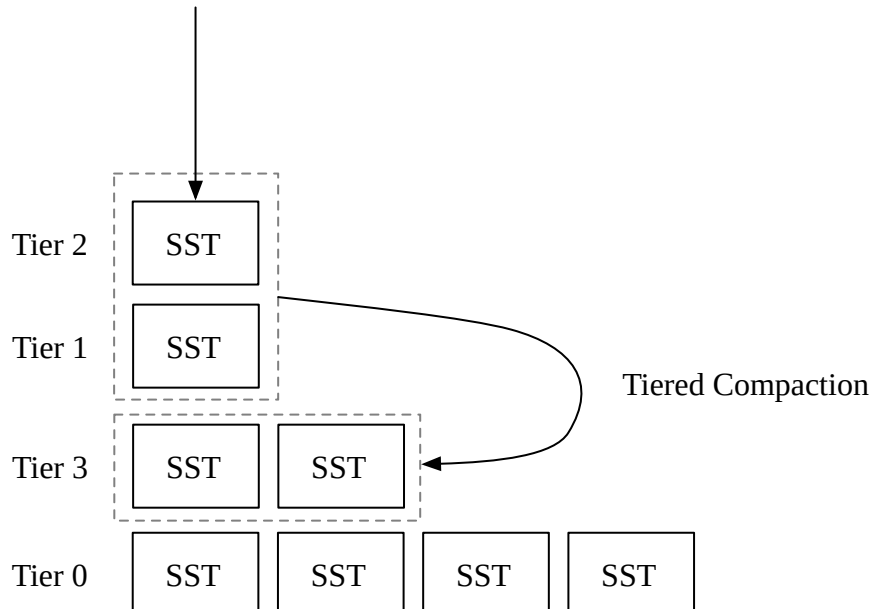 Tier 2 SST
Tier 1 SST
Tiered Compaction
Tier 3 SST SST
Tier 0 SST SST SST SST